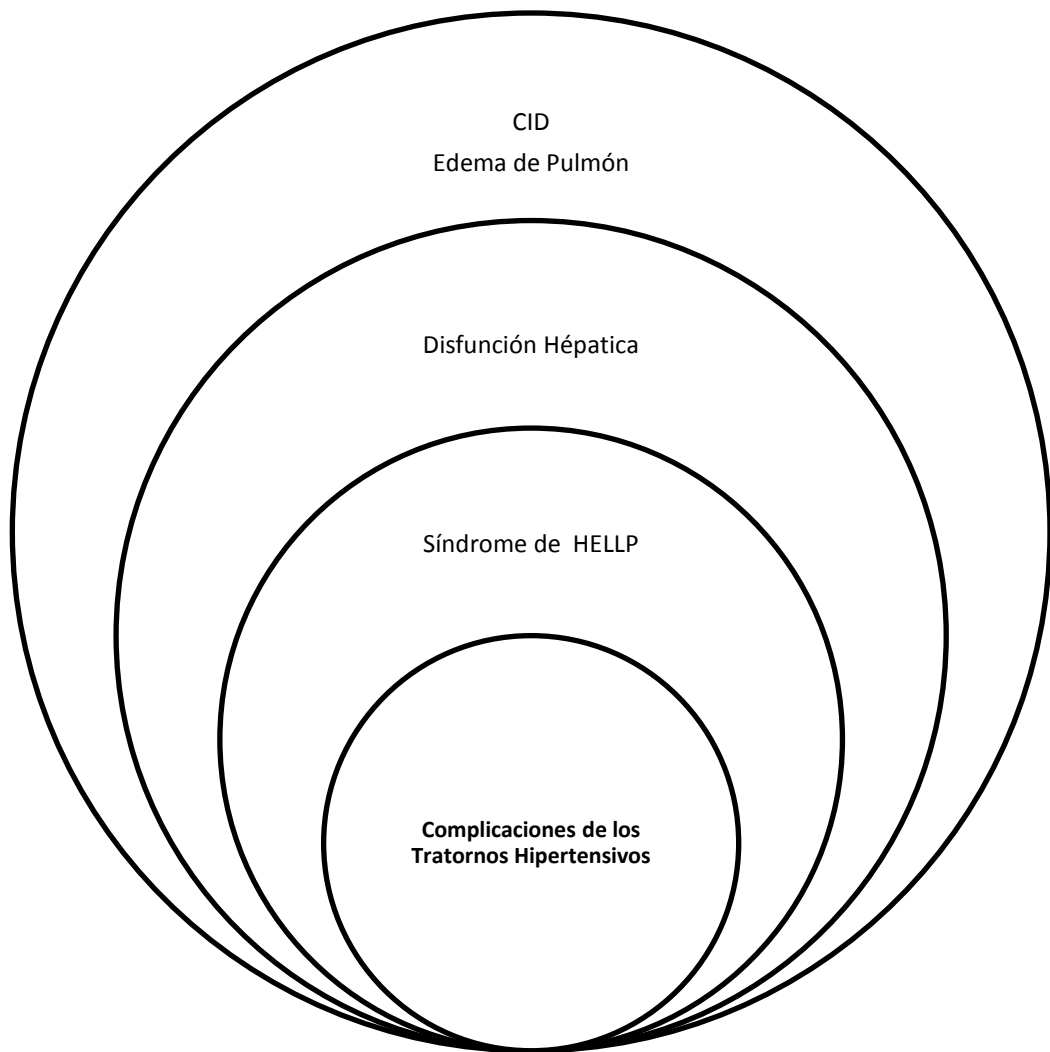 CID
Edema de Pulmón
Disfunción Hépatica
Síndrome de  HELLP
Complicaciones de los
Tratornos Hipertensivos